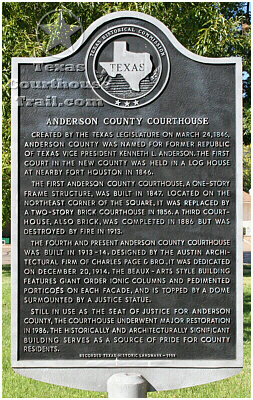 Texas
Courthouse
Trail.com
TEXAS HISTORICAL COMMISSION
TEXAS
ANDERSON COUNTY COURTHOUSE
CREATED BY THE TEXAS LEGISLATURE ON MARCH 24, 1846,
ANDERSON COUNTY WAS NAMED FOR FORMER REPUBLIC
OF TEXAS VICE PRESIDENT KENNETH L. ANDERSON. THE FIRST
COURT IN THE NEW COUNTY WAS HELD IN A LOG HOUSE
AT NEARBY FORT HOUSTON IN 1846.
THE FIRST ANDERSON COUNTY COURTHOUSE, A ONE-STORY
FRAME STRUCTURE, WAS BUILT IN 1847. LOCATED ON THE
NORTHEAST CORNER OF THE SQUARE, IT WAS REPLACED BY
A TWO-STORY BRICK COURTHOUSE IN 1856. A THIRD COURT-
HOUSE, ALSO BRICK, WAS COMPLETED IN 1886 BUT WAS
DESTROYED BY FIRE IN 1913.
THE FOURTH AND PRESENT ANDERSON COUNTY COURTHOUSE
WAS BUILT IN 1913-14. DESIGNED BY THE AUSTIN ARCHI-
TECTURAL FIRM OF CHARLES PAGE & BRO., IT WAS DEDICATED
ON DECEMBER 20, 1914. THE BEAUX-ARTS STYLE BUILDING
FEATURES GIANT ORDER IONIC COLUMNS AND PEDIMENTED
PORTICOES ON EACH FACADE, AND IS TOPPED BY A DOME
SURMOUNTED BY A JUSTICE STATUE.
STILL IN USE AS THE SEAT OF JUSTICE FOR ANDERSON
COUNTY, THE COURTHOUSE UNDERWENT MAJOR RESTORATION
IN 1986. THE HISTORICALLY AND ARCHITECTURALLY SIGNIFICANT
BUILDING SERVES AS A SOURCE OF PRIDE FOR COUNTY
RESIDENTS.
RECORDED TEXAS HISTORIC LANDMARK-